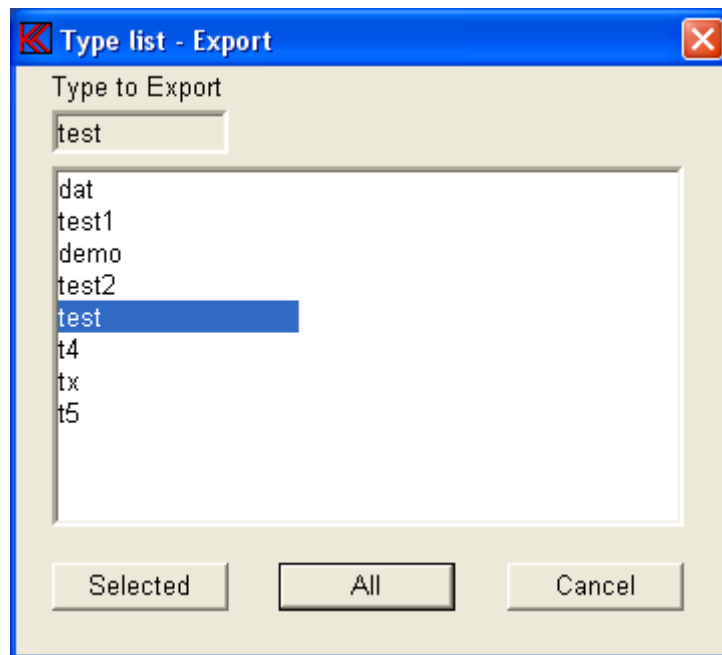 Type list - Export
Type to Export
test
dat
test1
demo
test2
test
t4
tx
t5
Selected All Cancel